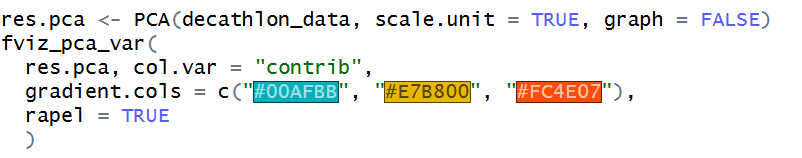 res.pca <- PCA(decathlon_data, scale.unit = TRUE, graph = FALSE)
fviz_pca_var(
  res.pca, col.var = "contrib",
  gradient.cols = c("#00AFBB", "#E7B800", "#FC4E07"),
  rapel = TRUE
  )